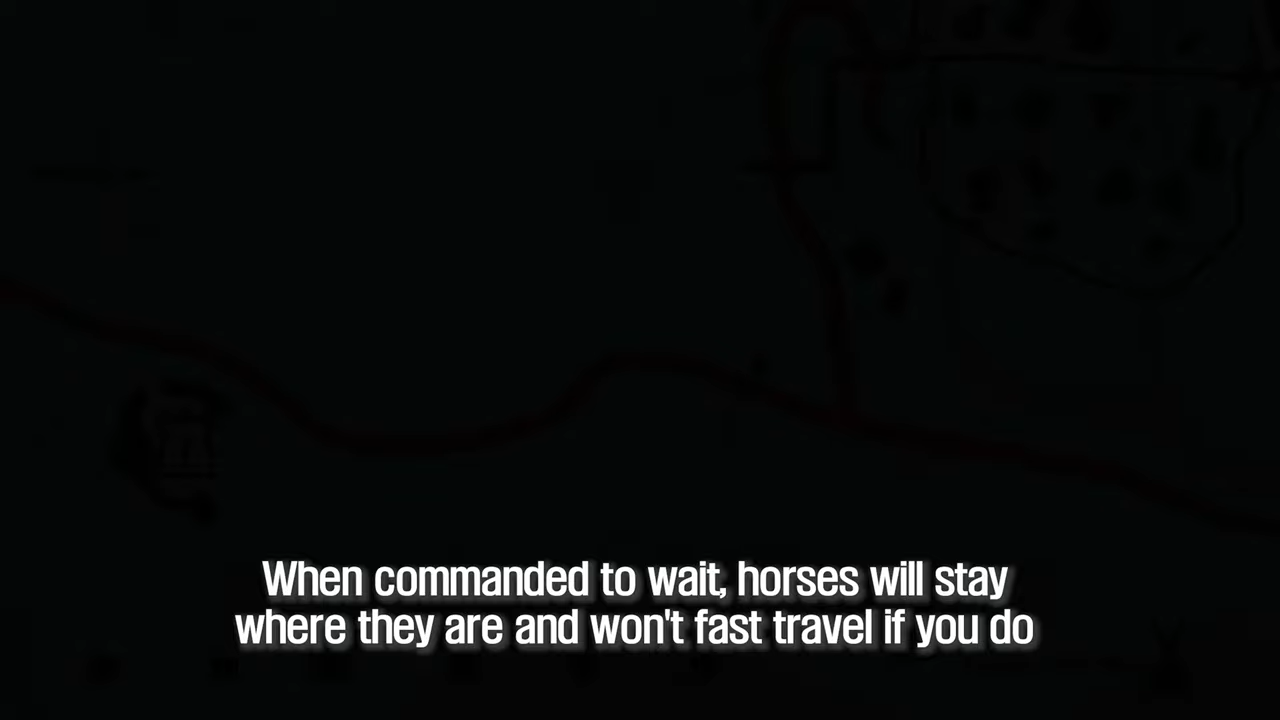 When commanded to wait, horses will stay
where they are and won't fast travel if you do